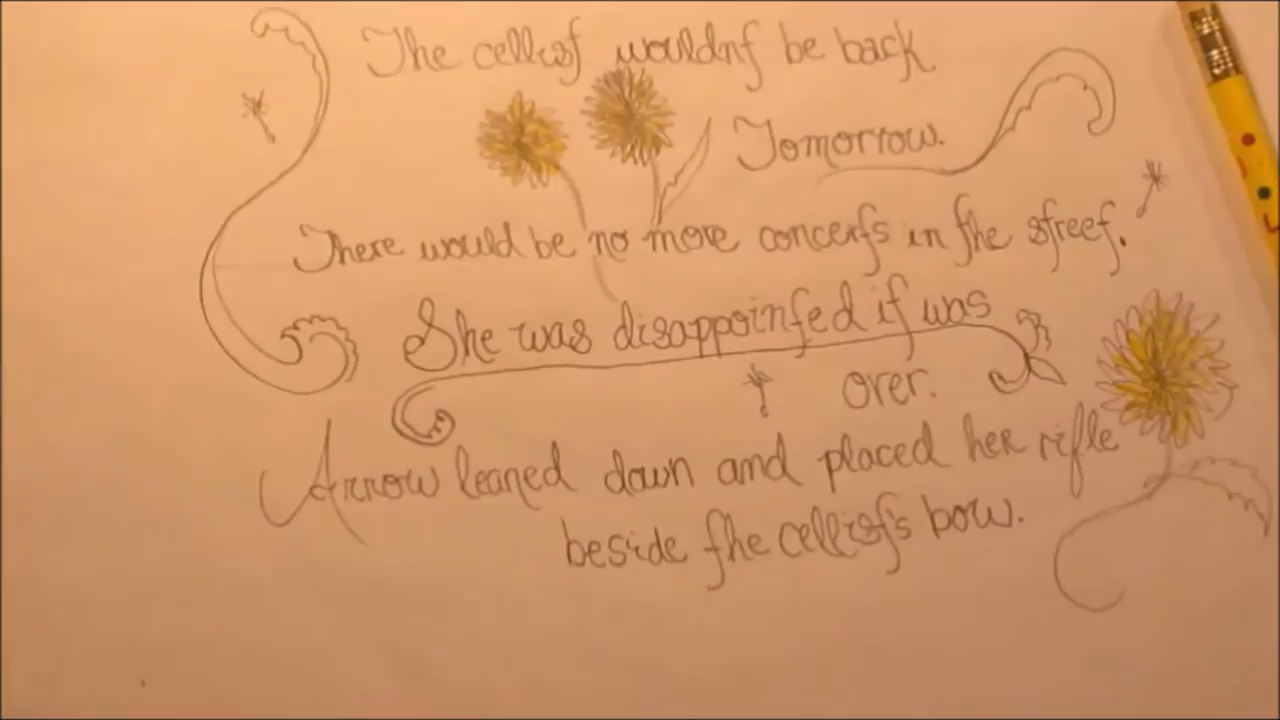 The cellist wouldn't be back
Tomorrow.
There would be no more concerts in the street.
She was disappointed it was
over.
Arrow leaned down and placed her rifle
beside the cellist's bow.